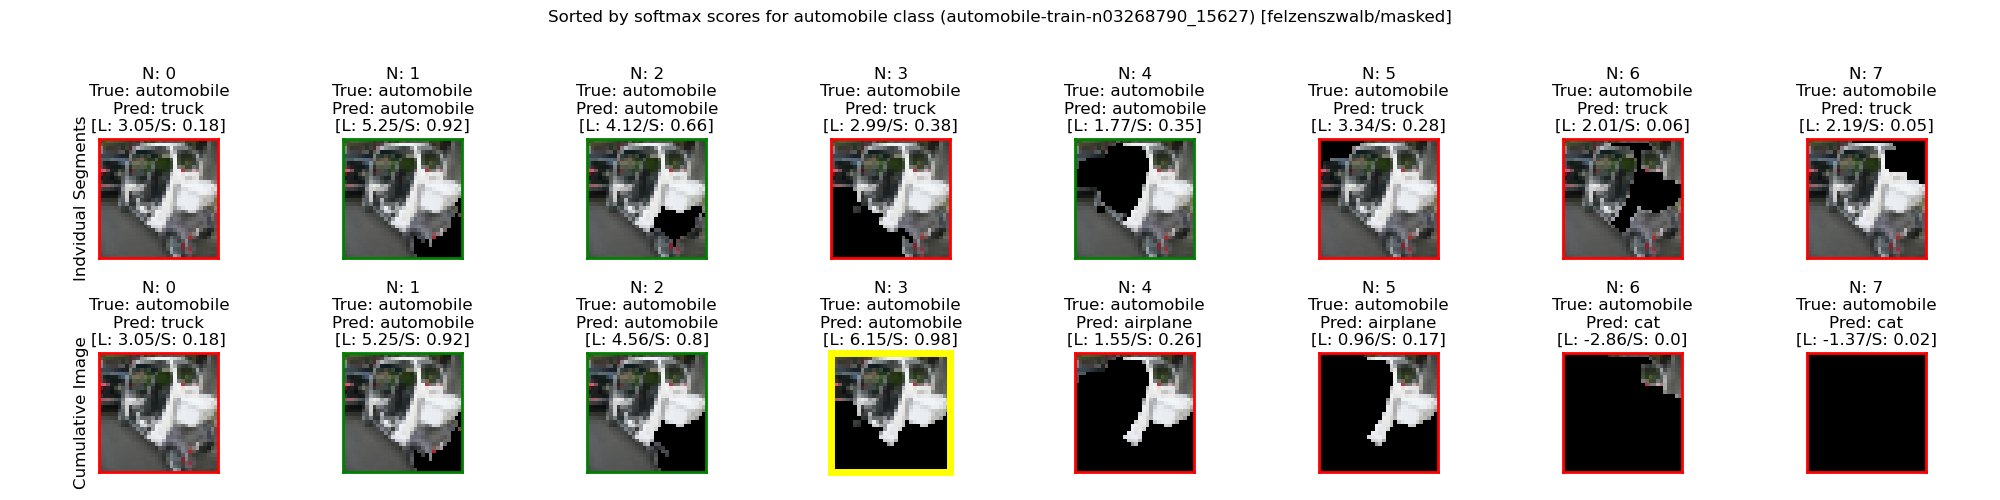 Sorted by softmax scores for automobile class (automobile-train-n03268790_15627) [felzenszwalb/masked]
Individual Segments
N: 0
True: automobile
Pred: truck
[L: 3.05/S: 0.18]
N: 1
True: automobile
Pred: automobile
[L: 5.25/S: 0.92]
N: 2
True: automobile
Pred: automobile
[L: 4.12/S: 0.66]
N: 3
True: automobile
Pred: truck
[L: 2.99/S: 0.38]
N: 4
True: automobile
Pred: automobile
[L: 1.77/S: 0.35]
N: 5
True: automobile
Pred: truck
[L: 3.34/S: 0.28]
N: 6
True: automobile
Pred: truck
[L: 2.01/S: 0.06]
N: 7
True: automobile
Pred: truck
[L: 2.19/S: 0.05]
Cumulative Image
N: 0
True: automobile
Pred: truck
[L: 3.05/S: 0.18]
N: 1
True: automobile
Pred: automobile
[L: 5.25/S: 0.92]
N: 2
True: automobile
Pred: automobile
[L: 4.56/S: 0.8]
N: 3
True: automobile
Pred: automobile
[L: 6.15/S: 0.98]
N: 4
True: automobile
Pred: airplane
[L: 1.55/S: 0.26]
N: 5
True: automobile
Pred: airplane
[L: 0.96/S: 0.17]
N: 6
True: automobile
Pred: cat
[L: -2.86/S: 0.0]
N: 7
True: automobile
Pred: cat
[L: -1.37/S: 0.02]